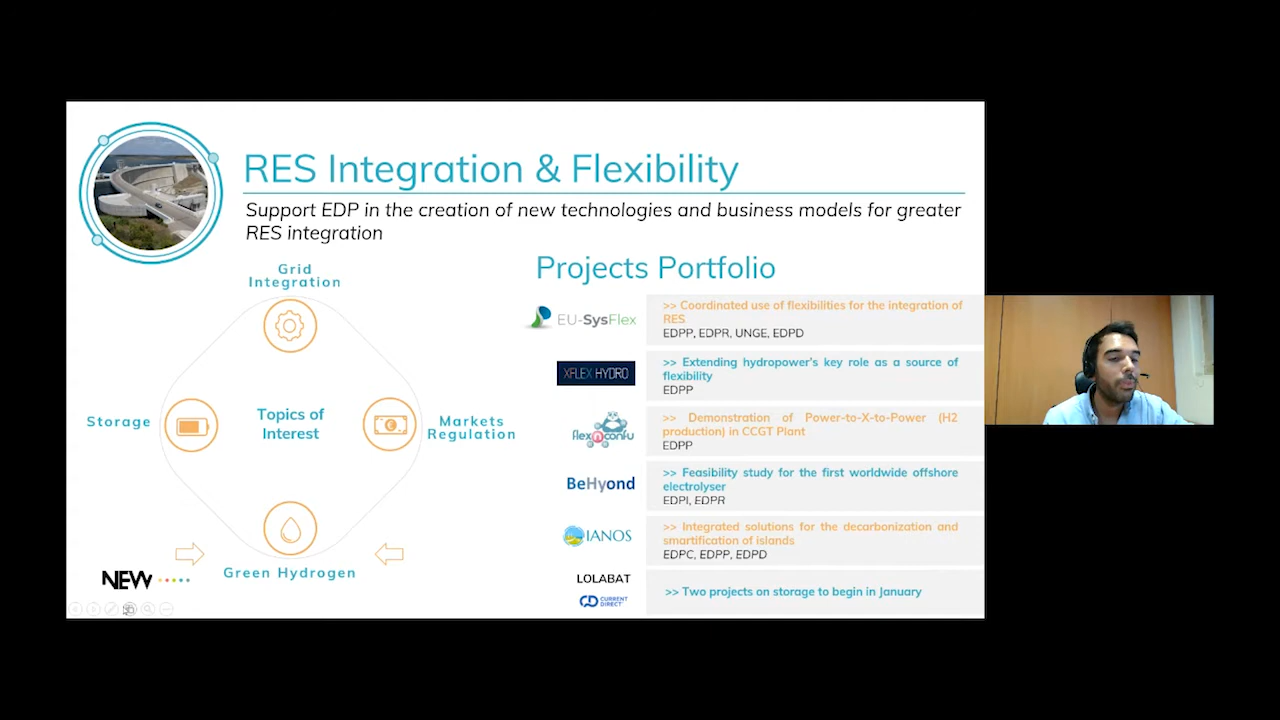 RES Integration & Flexibility
Support EDP in the creation of new technologies and business models for greater
RES integration
Grid
Integration
Storage
Topics of
Interest
Markets
Regulation
Green Hydrogen
NEW
Projects Portfolio
EU-SysFlex
>> Coordinated use of flexibilities for the integration of
RES
EDPP, EDPR, UNGE, EDPD
XFLEX HYDRO
>> Extending hydropower's key role as a source of
flexibility
EDPP
flexnconfu
>> Demonstration of Power-to-X-to-Power (H2
production) in CCGT Plant
EDPP
BeHyond
>> Feasibility study for the first worldwide offshore
electrolyser
EDPI, EDPR
IANOS
>> Integrated solutions for the decarbonization and
smartification of islands
EDPC, EDPP, EDPD
LOLABAT
CURRENT
DIRECT
>> Two projects on storage to begin in January